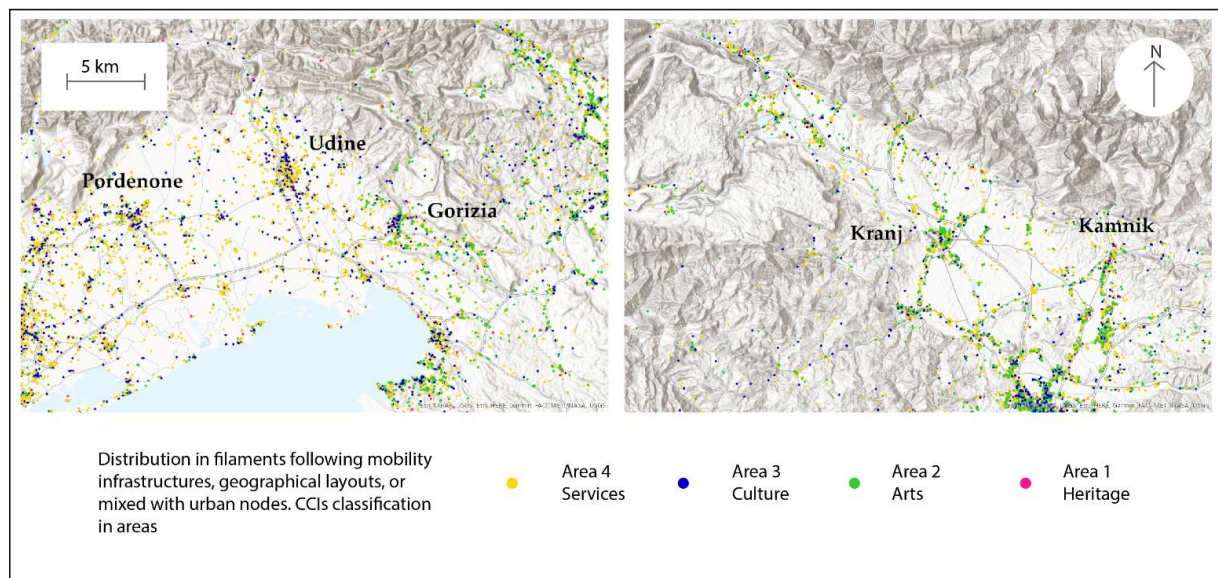 5 km
Udine
Pordenone
Gorizia
N
Kranj
Kamnik
Distribution in filaments following mobility
infrastructures, geographical layouts, or
mixed with urban nodes. CCIs classification
in areas
Area 4
Services
Area 3
Culture
Area 2
Arts
Area 1
Heritage